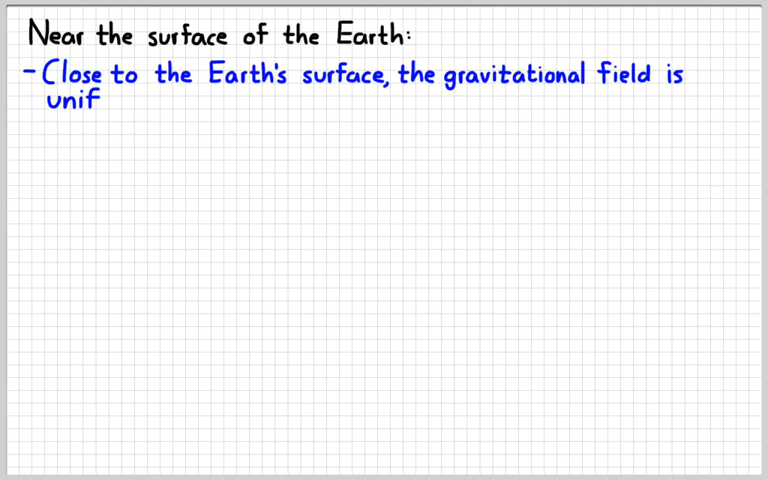 Near the surface of the Earth:
- Close to the Earth's surface, the gravitational field is
unif